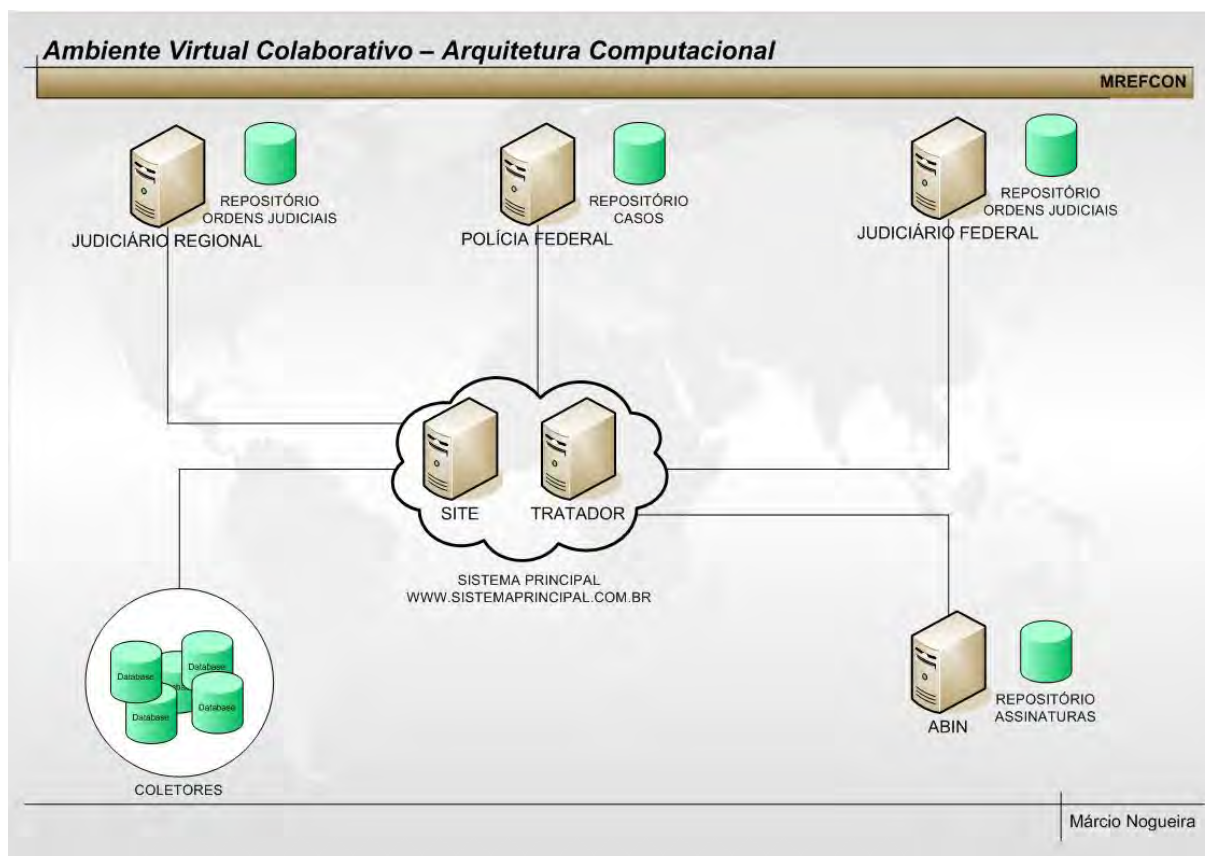 Ambiente Virtual Colaborativo – Arquitetura Computacional
MREFCON
REPOSITÓRIO
ORDENS JUDICIAIS
JUDICIÁRIO REGIONAL
REPOSITÓRIO
CASOS
POLÍCIA FEDERAL
REPOSITÓRIO
ORDENS JUDICIAIS
JUDICIÁRIO FEDERAL
SITE
TRATADOR
SISTEMA PRINCIPAL
WWW.SISTEMAPRINCIPAL.COM.BR
Database
Database
Database
Database
COLETORES
REPOSITÓRIO
ASSINATURAS
ABIN
Márcio Nogueira